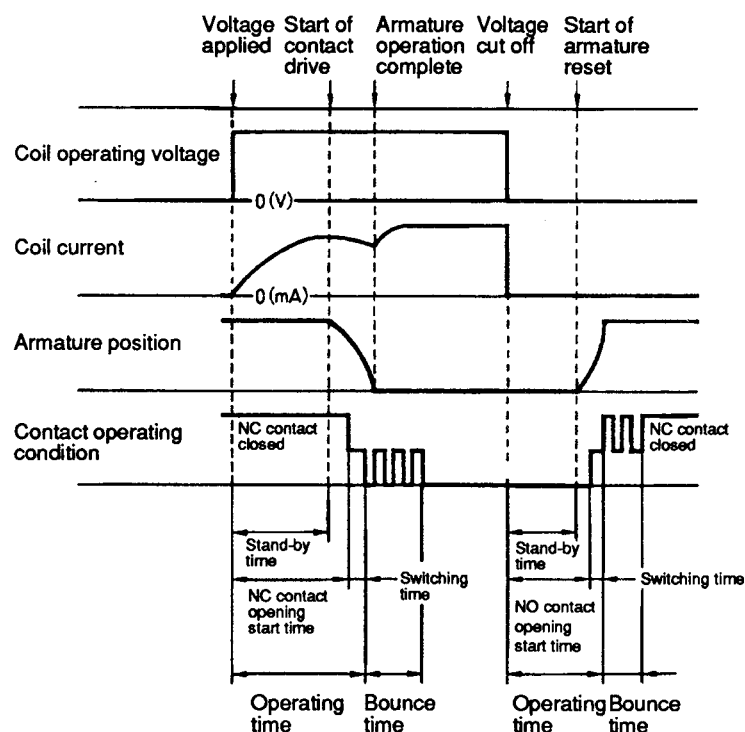 Voltage applied
Start of contact drive
Armature operation complete
Voltage cut off
Start of armature reset
Coil operating voltage
0 (V)
Coil current
0 (mA)
Armature position
Contact operating condition
NC contact closed
NC contact closed
Stand-by time
Stand-by time
NC contact opening start time
Switching time
NO contact opening start time
Switching time
Operating time
Bounce time
Operating time
Bounce time